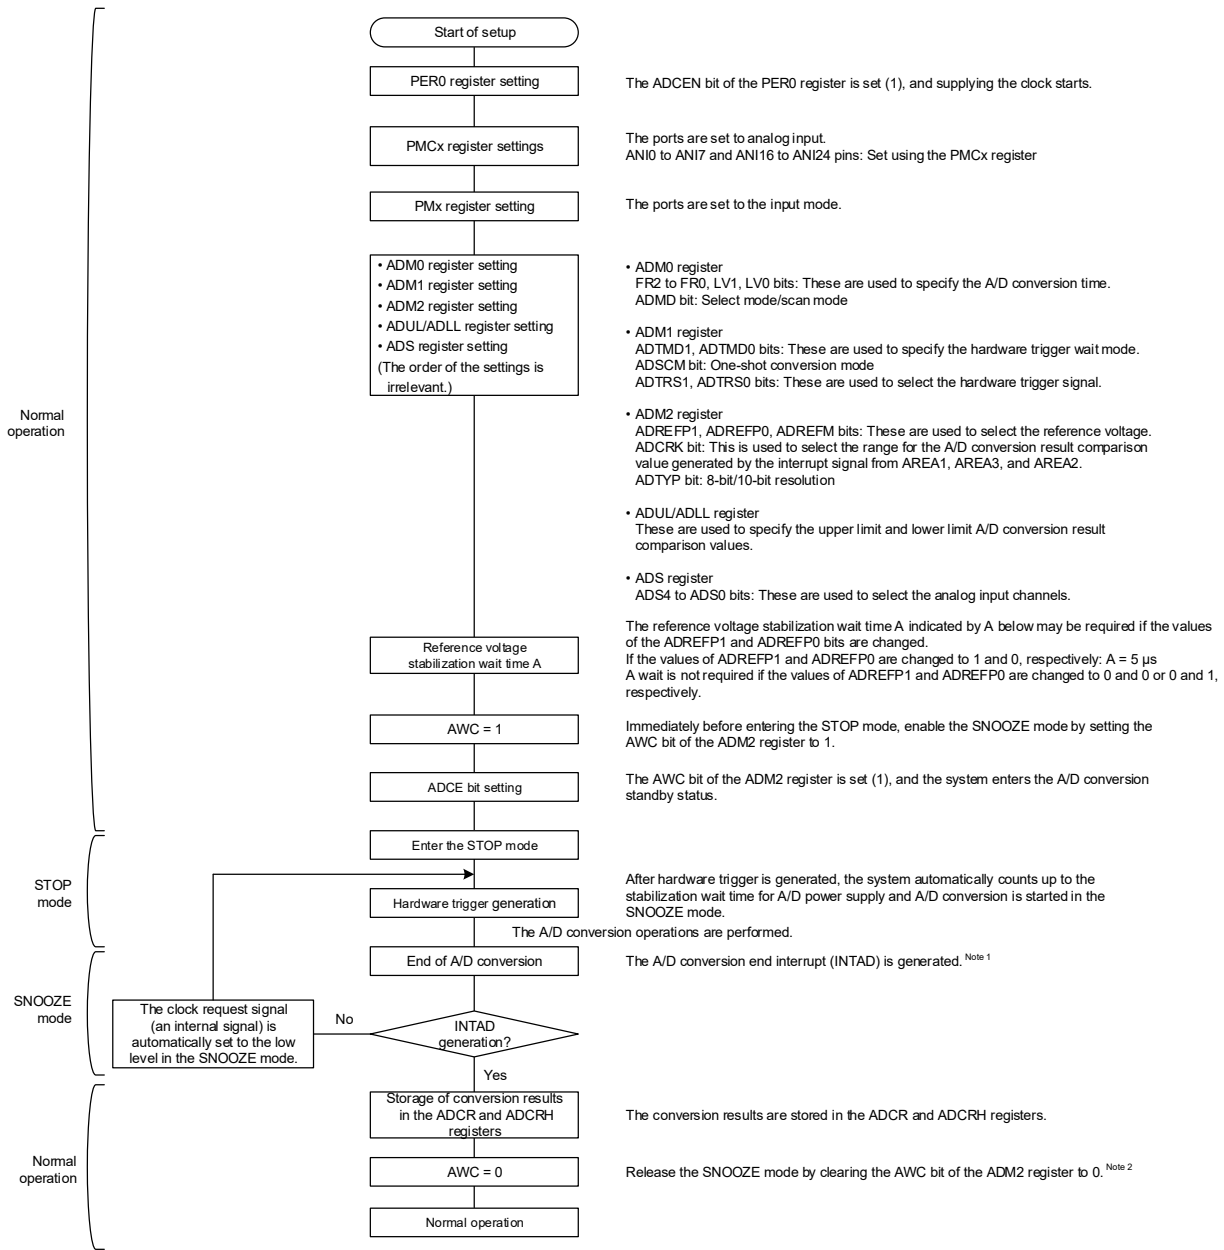 Start of setup
PER0 register setting
The ADCEN bit of the PER0 register is set (1), and supplying the clock starts.
PMCx register settings
The ports are set to analog input.
ANI0 to ANI7 and ANI16 to ANI24 pins: Set using the PMCx register
PMx register setting
The ports are set to the input mode.
• ADM0 register setting
• ADM1 register setting
• ADM2 register setting
• ADUL/ADLL register setting
• ADS register setting
(The order of the settings is
irrelevant.)
• ADM0 register
FR2 to FR0, LV1, LV0 bits: These are used to specify the A/D conversion time.
ADMD bit: Select mode/scan mode
• ADM1 register
ADTMD1, ADTMD0 bits: These are used to specify the hardware trigger wait mode.
ADSCM bit: One-shot conversion mode
ADTRS1, ADTRS0 bits: These are used to select the hardware trigger signal.
• ADM2 register
ADREFP1, ADREFP0, ADREFM bits: These are used to select the reference voltage.
ADCRK bit: This is used to select the range for the A/D conversion result comparison
value generated by the interrupt signal from AREA1, AREA3, and AREA2.
ADTYP bit: 8-bit/10-bit resolution
• ADUL/ADLL register
These are used to specify the upper limit and lower limit A/D conversion result
comparison values.
• ADS register
ADS4 to ADS0 bits: These are used to select the analog input channels.
Normal
operation
Reference voltage
stabilization wait time A
The reference voltage stabilization wait time A indicated by A below may be required if the values
of the ADREFP1 and ADREFP0 bits are changed.
If the values of ADREFP1 and ADREFP0 are changed to 1 and 0, respectively: A = 5 µs
A wait is not required if the values of ADREFP1 and ADREFP0 are changed to 0 and 0 or 0 and 1,
respectively.
AWC = 1
Immediately before entering the STOP mode, enable the SNOOZE mode by setting the
AWC bit of the ADM2 register to 1.
ADCE bit setting
The AWC bit of the ADM2 register is set (1), and the system enters the A/D conversion
standby status.
Enter the STOP mode
STOP
mode
Hardware trigger generation
After hardware trigger is generated, the system automatically counts up to the
stabilization wait time for A/D power supply and A/D conversion is started in the
SNOOZE mode.
The A/D conversion operations are performed.
End of A/D conversion
The A/D conversion end interrupt (INTAD) is generated. Note 1
SNOOZE
mode
The clock request signal
(an internal signal) is
automatically set to the low
level in the SNOOZE mode.
No
INTAD
generation?
Yes
Storage of conversion results
in the ADCR and ADCRH
registers
The conversion results are stored in the ADCR and ADCRH registers.
Normal
operation
AWC = 0
Release the SNOOZE mode by clearing the AWC bit of the ADM2 register to 0. Note 2
Normal operation